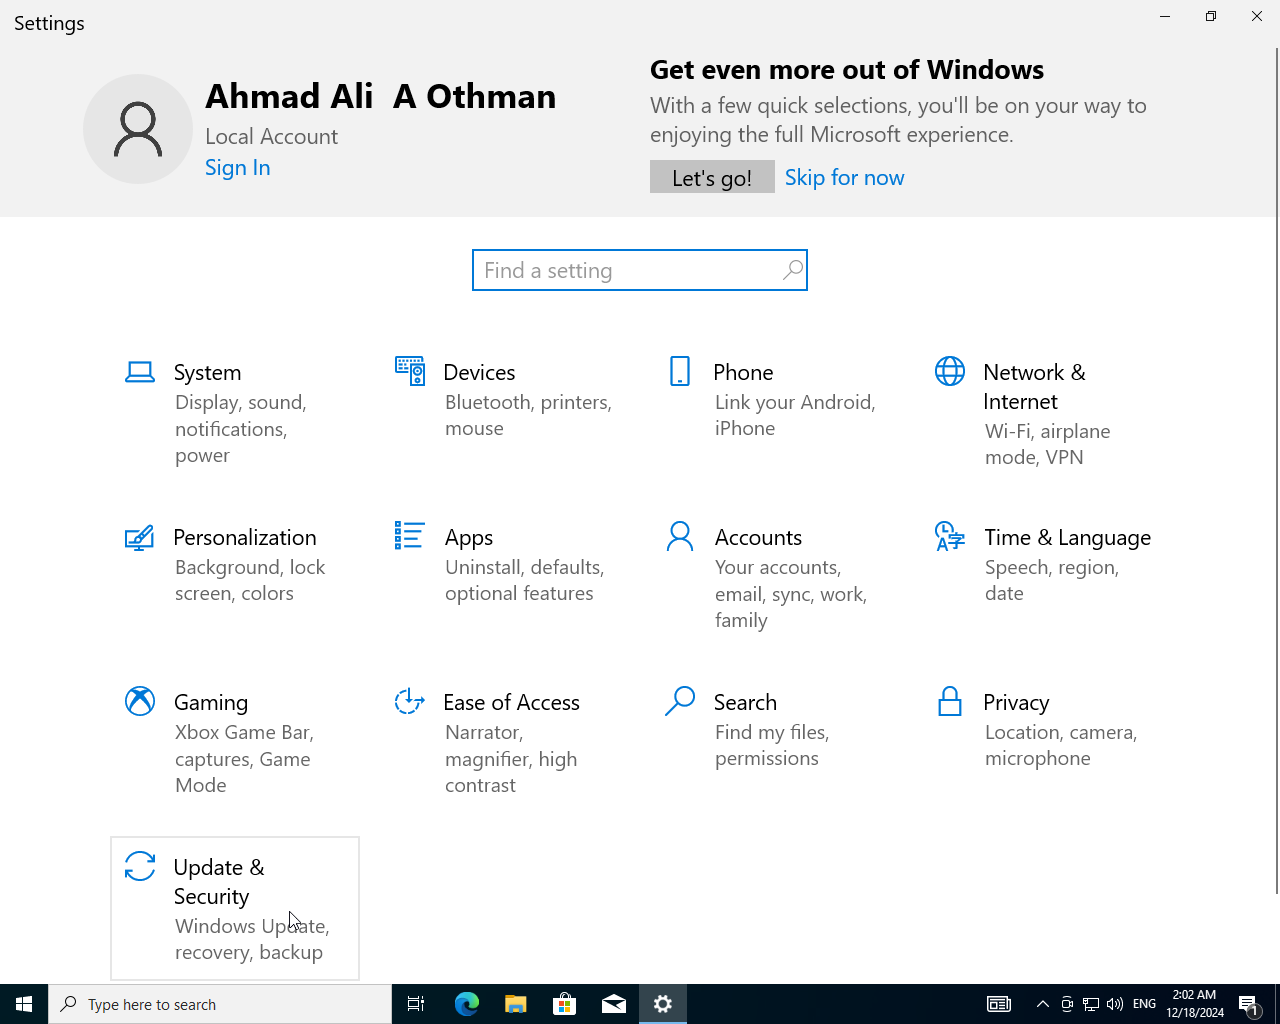 Settings
Ahmad Ali  A Othman
Local Account
Sign In
Get even more out of Windows
With a few quick selections, you'll be on your way to
enjoying the full Microsoft experience.
Let's go!
Skip for now
Find a setting
System
Display, sound,
notifications,
power
Devices
Bluetooth, printers,
mouse
Phone
Link your Android,
iPhone
Network &
Internet
Wi-Fi, airplane
mode, VPN
Personalization
Background, lock
screen, colors
Apps
Uninstall, defaults,
optional features
Accounts
Your accounts,
email, sync, work,
family
Time & Language
Speech, region,
date
Gaming
Xbox Game Bar,
captures, Game
Mode
Ease of Access
Narrator,
magnifier, high
contrast
Search
Find my files,
permissions
Privacy
Location, camera,
microphone
Update &
Security
Windows Update,
recovery, backup
Type here to search
ENG
2:02 AM
12/18/2024
1